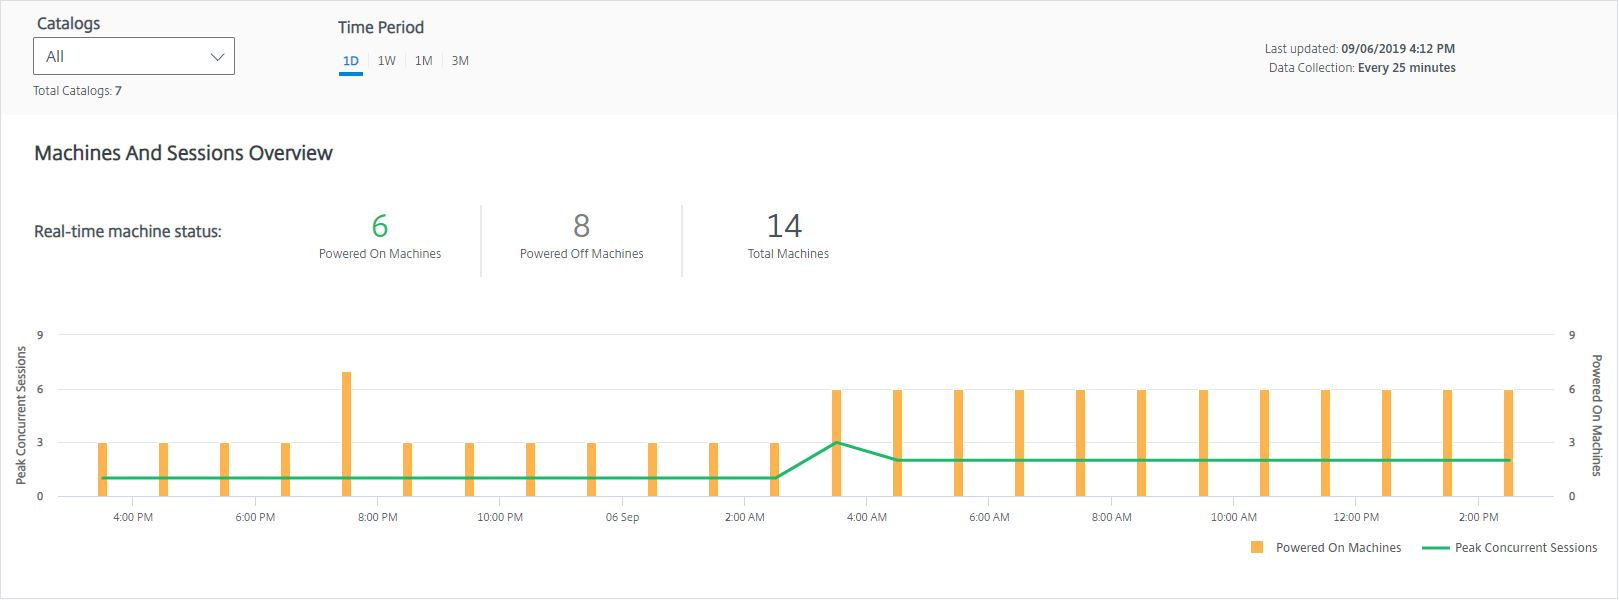 Catalogs
All
Total Catalogs: 7
Time Period
1D 1W 1M 3M
Last updated: 09/06/2019 4:12 PM
Data Collection: Every 25 minutes
Machines And Sessions Overview
Real-time machine status:
6
Powered On Machines
8
Powered Off Machines
14
Total Machines
Peak Concurrent Sessions
9
6
3
0
9
6
3
0
Powered On Machines
4:00 PM 6:00 PM 8:00 PM 10:00 PM 06 Sep 2:00 AM 4:00 AM 6:00 AM 8:00 AM 10:00 AM 12:00 PM 2:00 PM
Powered On Machines Peak Concurrent Sessions